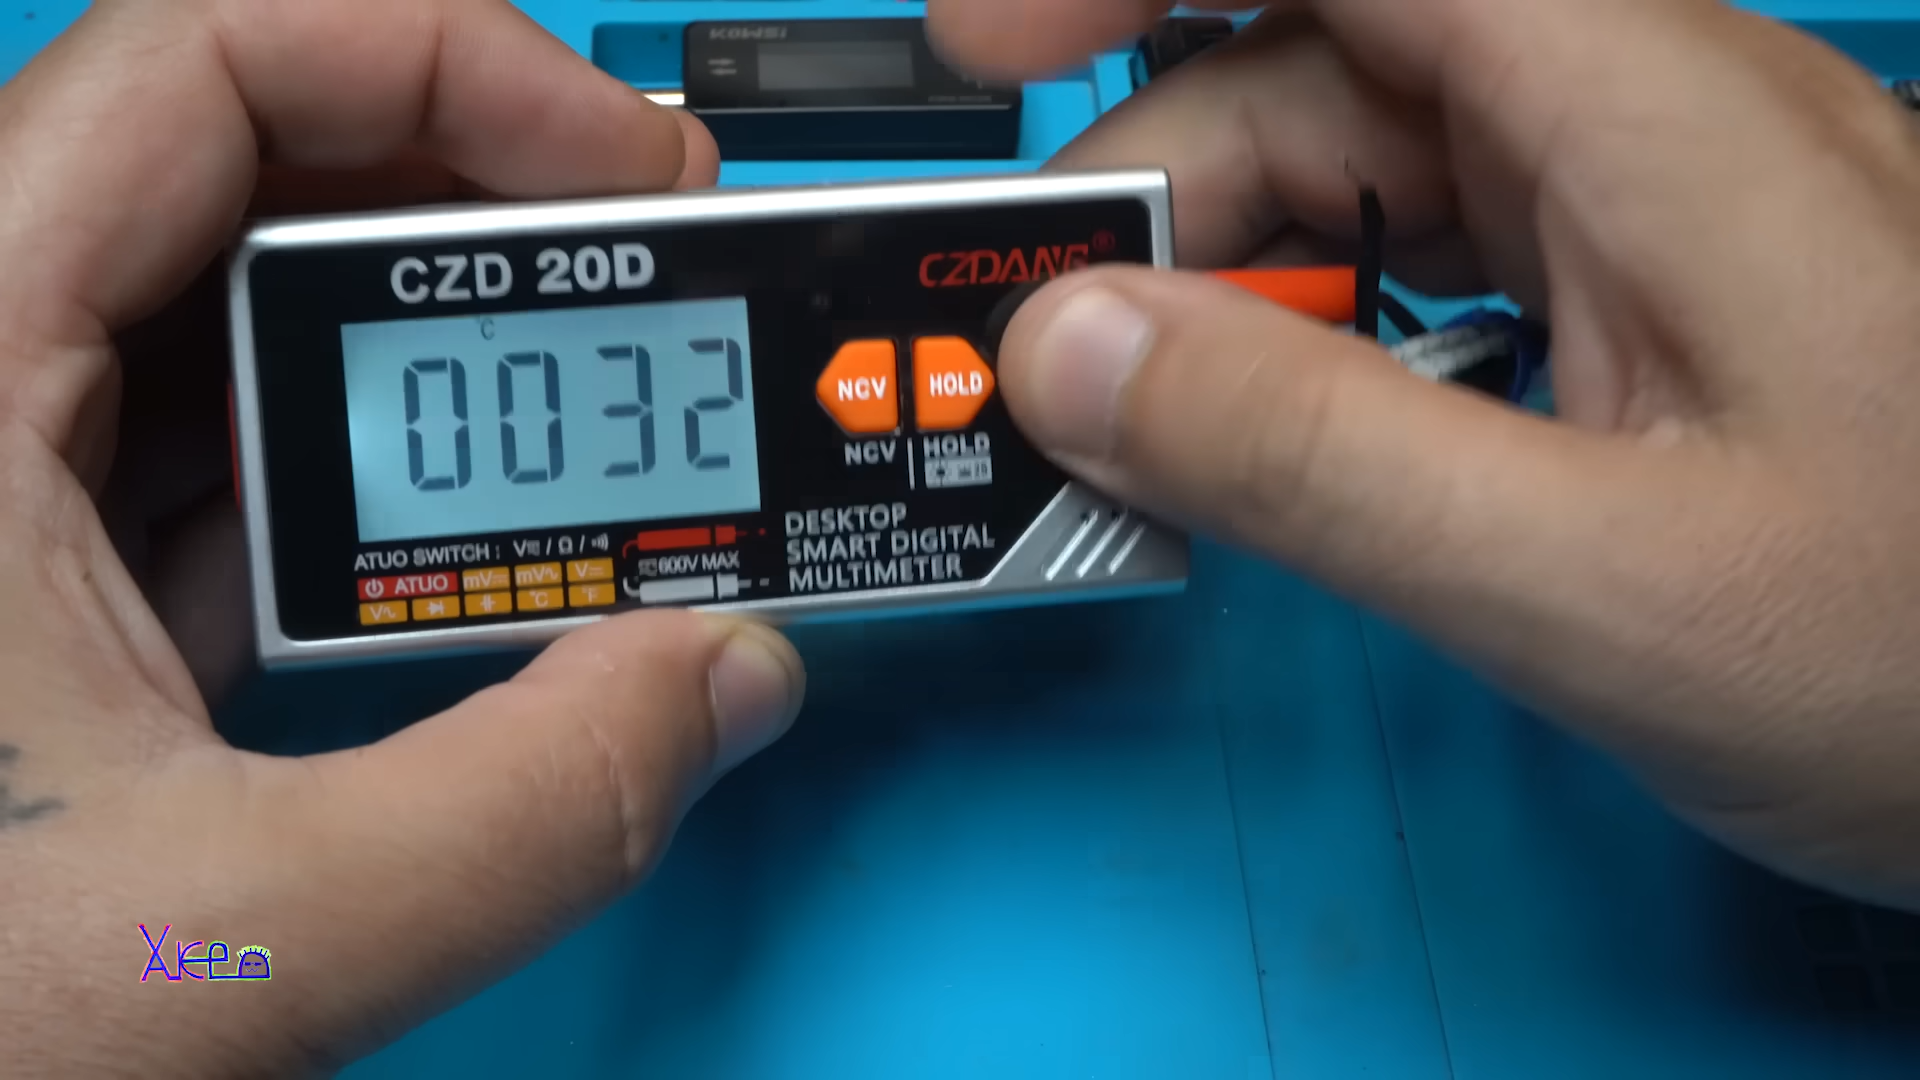 KOWSI
CZD 20D
CZDANG®
°C
0032
NCV
HOLD
NCV
HOLD
DESKTOP
SMART DIGITAL
MULTIMETER
ATUO SWITCH : V / Ω /
600V MAX
ATUO
mV
mV
V
V
°C
°F